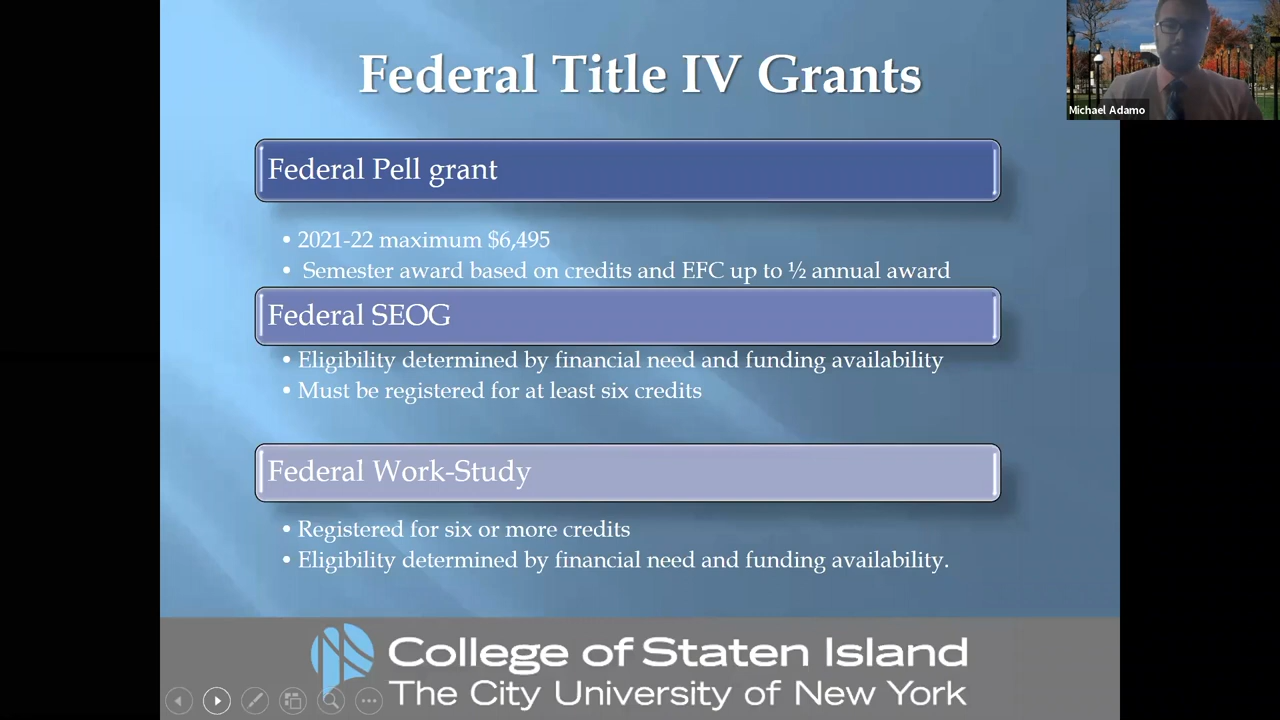 Federal Title IV Grants
Michael Adamo
Federal Pell grant
• 2021-22 maximum $6,495
• Semester award based on credits and EFC up to ½ annual award
Federal SEOG
• Eligibility determined by financial need and funding availability
• Must be registered for at least six credits
Federal Work-Study
• Registered for six or more credits
• Eligibility determined by financial need and funding availability.
College of Staten Island
The City University of New York